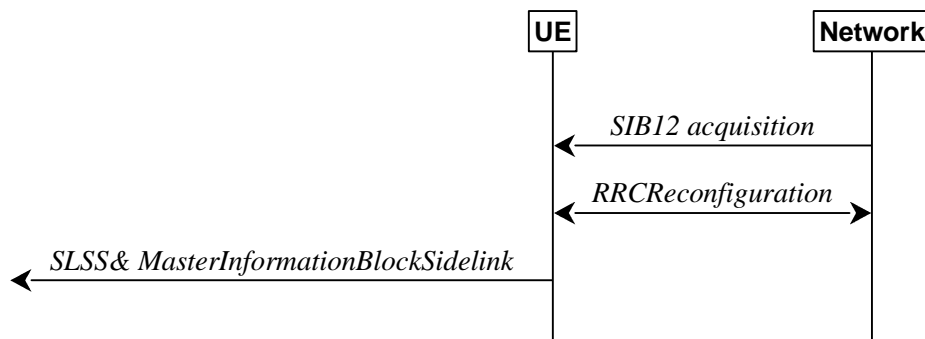 UE
Network
SIB12 acquisition
RRCReconfiguration
SLSS& MasterInformationBlockSidelink